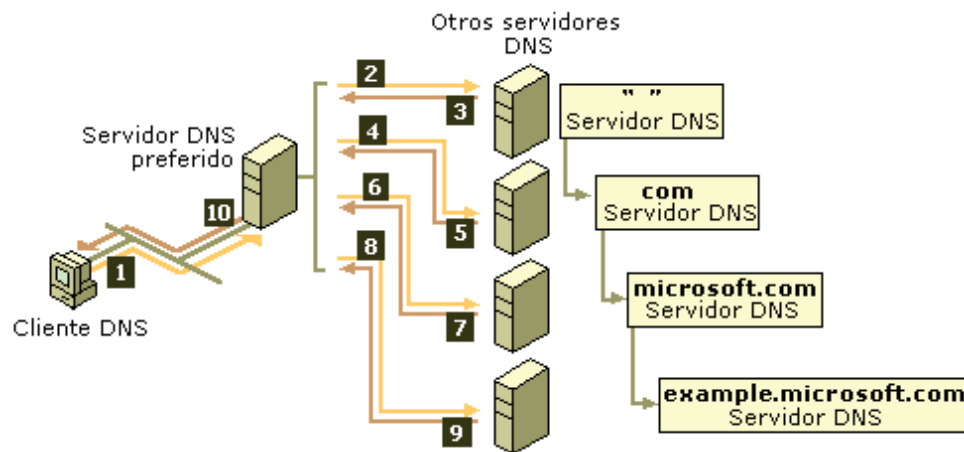 Otros servidores
DNS
2
3
" "
Servidor DNS
Servidor DNS
preferido
4
com
Servidor DNS
6
10
5
8
1
microsoft.com
Servidor DNS
7
Cliente DNS
example.microsoft.com
Servidor DNS
9